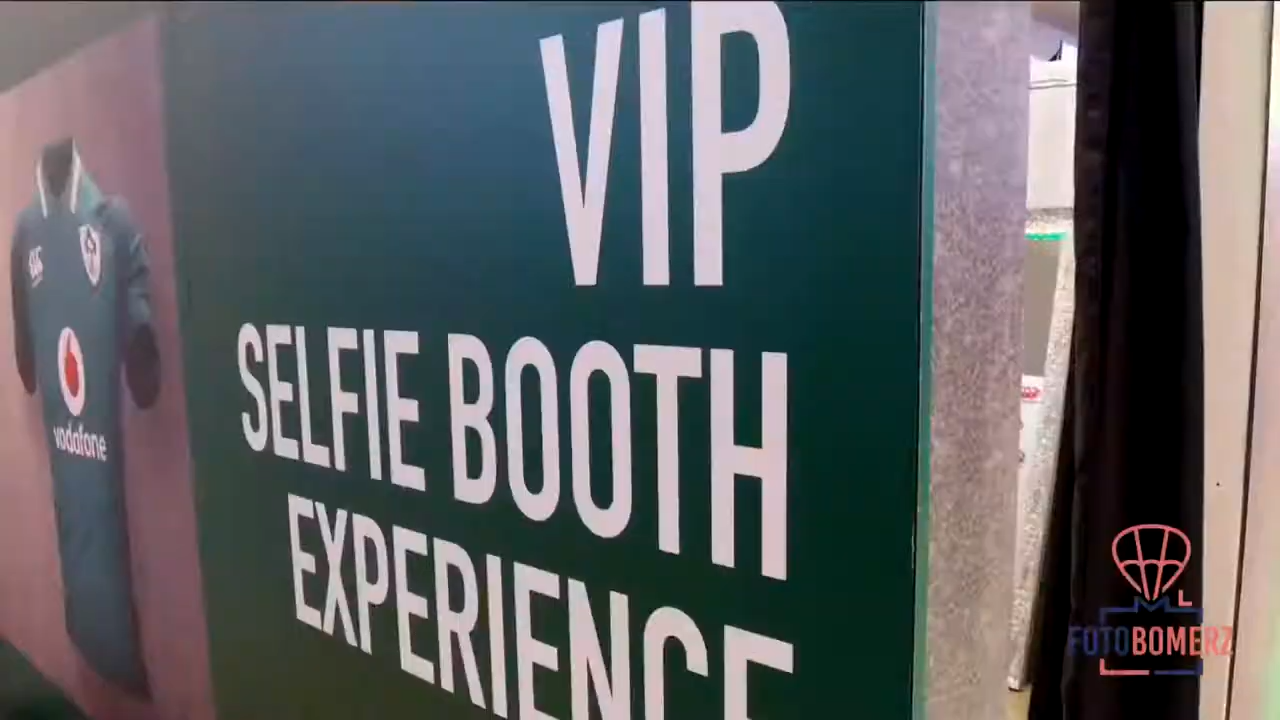 VIP
SELFIE BOOTH
EXPERIENCE
vodafone
FOTOBOMERZ